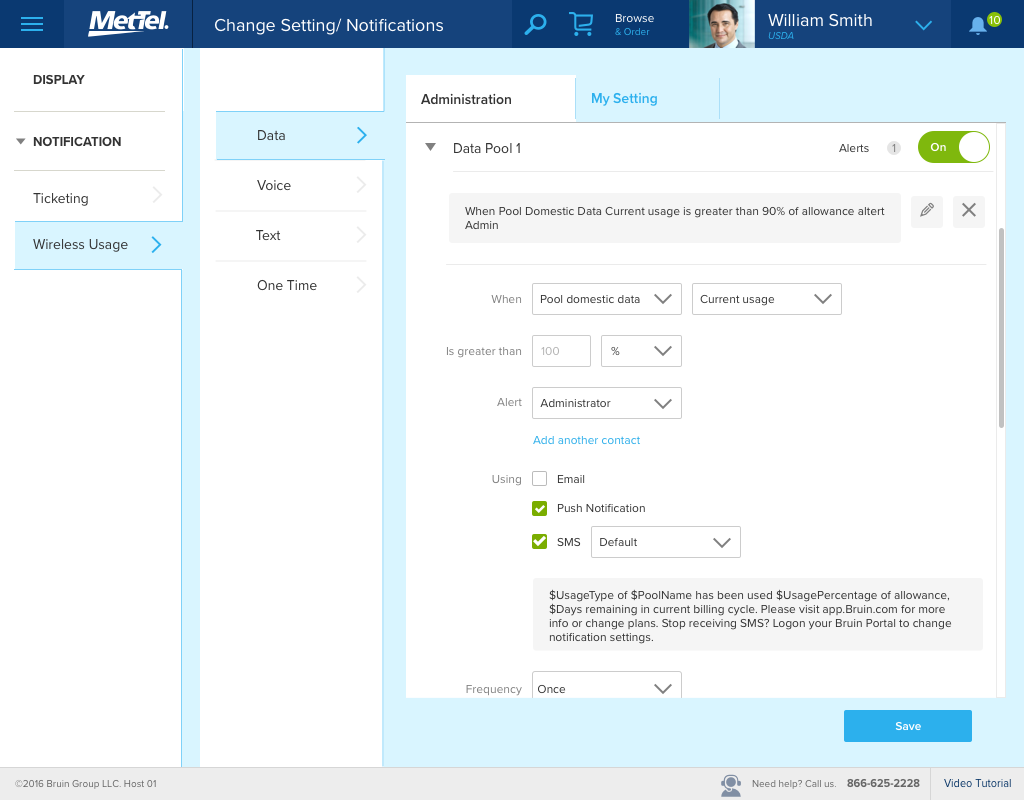 MetTel.
Change Setting/ Notifications
Browse
& Order
William Smith
USDA
10
DISPLAY
NOTIFICATION
Ticketing
Wireless Usage
Data
Voice
Text
One Time
Administration
My Setting
Data Pool 1
Alerts 1 On
When Pool Domestic Data Current usage is greater than 90% of allowance altert
Admin
When Pool domestic data Current usage
Is greater than 100 %
Alert Administrator
Add another contact
Using Email
Push Notification
SMS Default
$UsageType of $PoolName has been used $UsagePercentage of allowance,
$Days remaining in current billing cycle. Please visit app.Bruin.com for more
info or change plans. Stop receiving SMS? Logon your Bruin Portal to change
notification settings.
Frequency Once
Save
©2016 Bruin Group LLC. Host 01
Need help? Call us. 866-625-2228
Video Tutorial